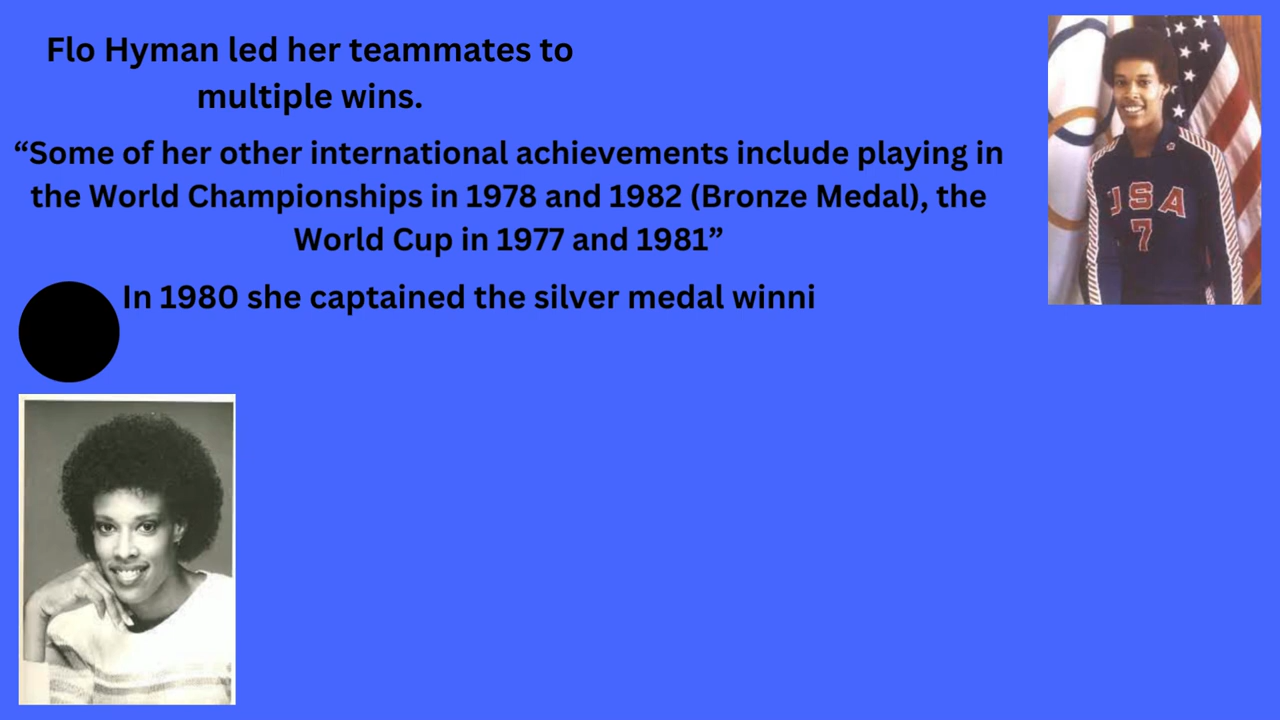 Flo Hyman led her teammates to
multiple wins.
“Some of her other international achievements include playing in
the World Championships in 1978 and 1982 (Bronze Medal), the
World Cup in 1977 and 1981”
In 1980 she captained the silver medal winni
USA
7